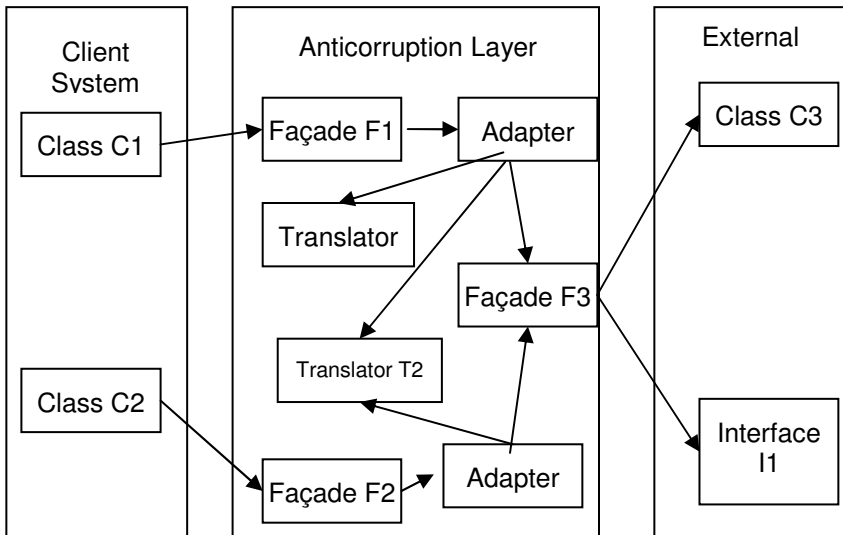 Client
System
Anticorruption Layer
External
Class C1
Façade F1
Adapter
Class C3
Translator
Façade F3
Translator T2
Class C2
Façade F2
Adapter
Interface
I1